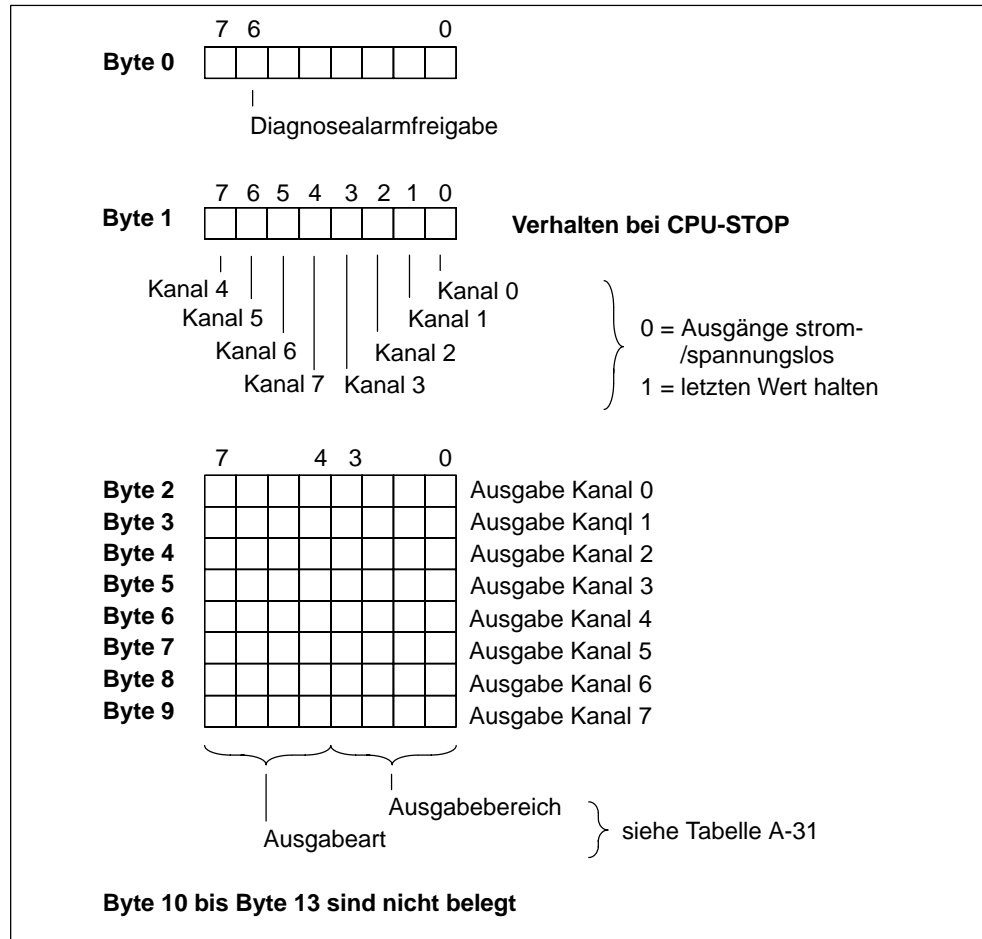 7 6 0
Byte 0
Diagnosealarmfreigabe
7 6 5 4 3 2 1 0
Byte 1
Verhalten bei CPU-STOP
Kanal 4 Kanal 0
Kanal 5 Kanal 1
Kanal 6 Kanal 2
Kanal 7 Kanal 3
0 = Ausgänge strom-
/spannungslos
1 = letzten Wert halten
7 4 3 0
Byte 2 Ausgabe Kanal 0
Byte 3 Ausgabe Kanql 1
Byte 4 Ausgabe Kanal 2
Byte 5 Ausgabe Kanal 3
Byte 6 Ausgabe Kanal 4
Byte 7 Ausgabe Kanal 5
Byte 8 Ausgabe Kanal 6
Byte 9 Ausgabe Kanal 7
Ausgabebereich
Ausgabeart
siehe Tabelle A-31
Byte 10 bis Byte 13 sind nicht belegt